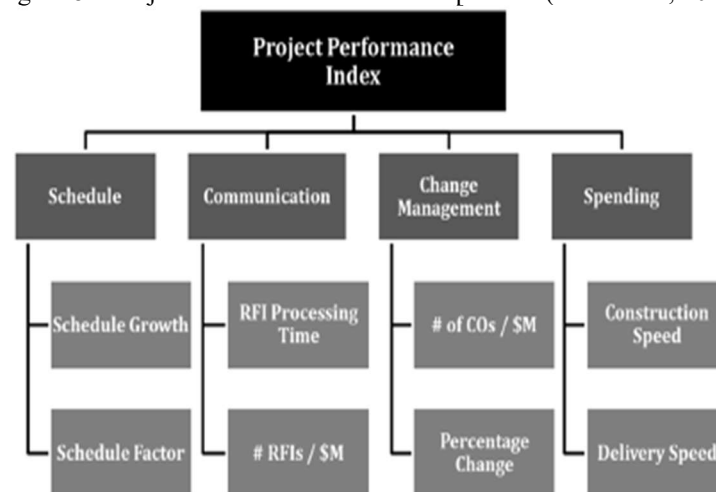 Project Performance
Index
Schedule
Communication
Change
Management
Spending
Schedule Growth
RFI Processing
Time
# of COs / $M
Construction
Speed
Schedule Factor
# RFIs / $M
Percentage
Change
Delivery Speed